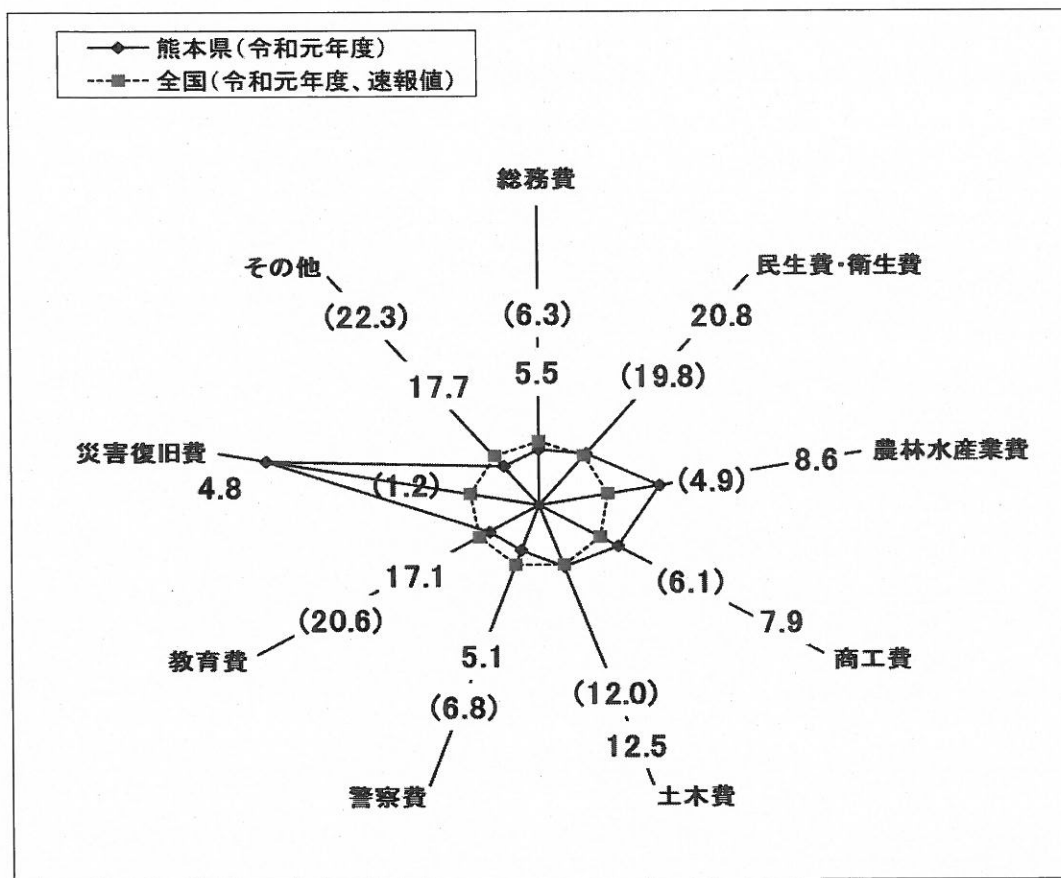 熊本県(令和元年度)
全国(令和元年度、速報値)
総務費
(6.3)
5.5
民生費・衛生費
20.8
(19.8)
農林水産業費
8.6
(4.9)
商工費
7.9
(6.1)
土木費
12.5
(12.0)
警察費
(6.8)
5.1
教育費
(20.6)
17.1
災害復旧費
4.8
(1.2)
その他
(22.3)
17.7